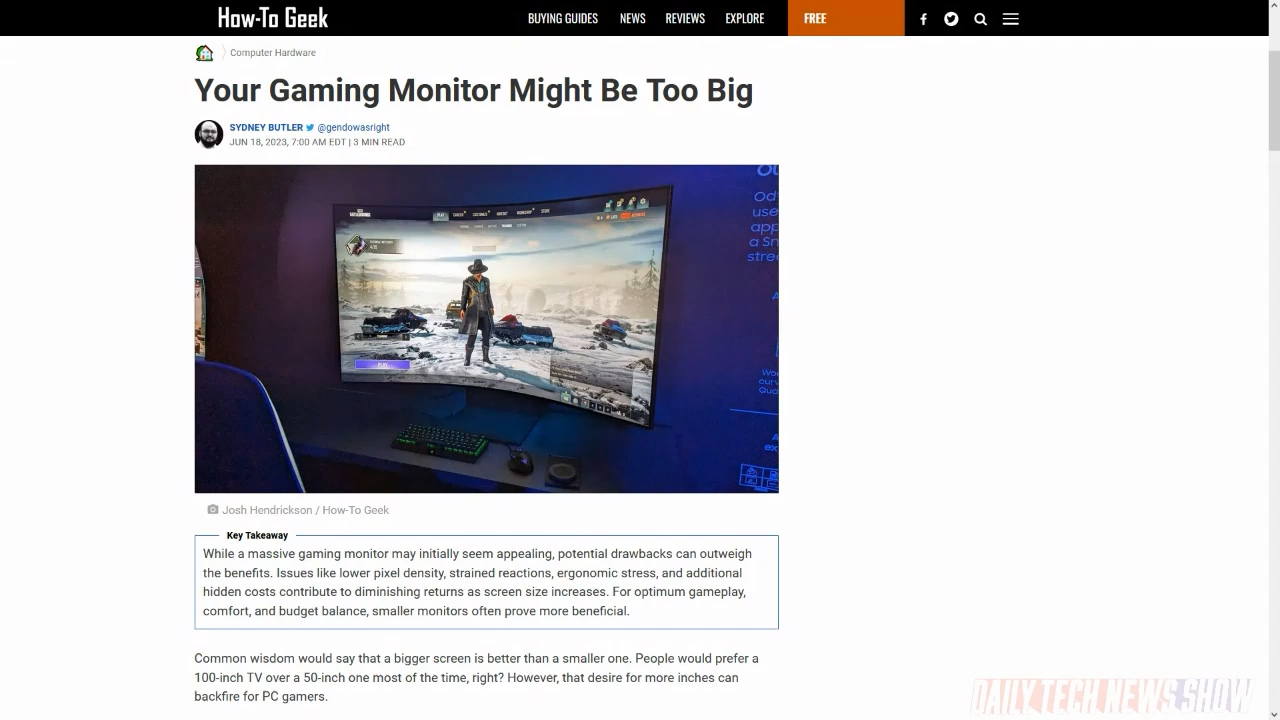 How-To Geek
BUYING GUIDES NEWS REVIEWS EXPLORE FREE
Computer Hardware
Your Gaming Monitor Might Be Too Big
SYDNEY BUTLER @gendowasright
JUN 18, 2023, 7:00 AM EDT | 3 MIN READ
PLAY CAREER CUSTOMIZE STORE
PLAY
Josh Hendrickson / How-To Geek
Key Takeaway
While a massive gaming monitor may initially seem appealing, potential drawbacks can outweigh
the benefits. Issues like lower pixel density, strained reactions, ergonomic stress, and additional
hidden costs contribute to diminishing returns as screen size increases. For optimum gameplay,
comfort, and budget balance, smaller monitors often prove more beneficial.
Common wisdom would say that a bigger screen is better than a smaller one. People would prefer a
100-inch TV over a 50-inch one most of the time, right? However, that desire for more inches can
backfire for PC gamers.
DAILY TECH NEWS SHOW